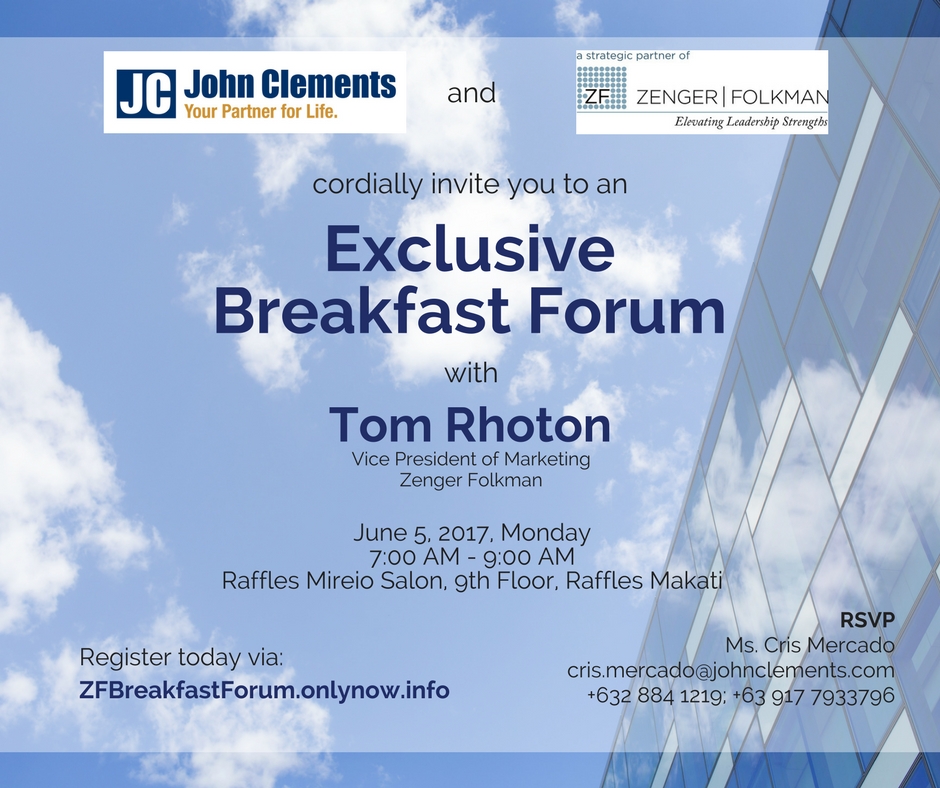 JC John Clements
Your Partner for Life.
and
a strategic partner of
ZF ZENGER|FOLKMAN
Elevating Leadership Strengths
cordially invite you to an
Exclusive
Breakfast Forum
with
Tom Rhoton
Vice President of Marketing
Zenger Folkman
June 5, 2017, Monday
7:00 AM - 9:00 AM
Raffles Mireio Salon, 9th Floor, Raffles Makati
Register today via:
ZFBreakfastForum.onlynow.info
RSVP
Ms. Cris Mercado
cris.mercado@johnclements.com
+632 884 1219; +63 917 7933796